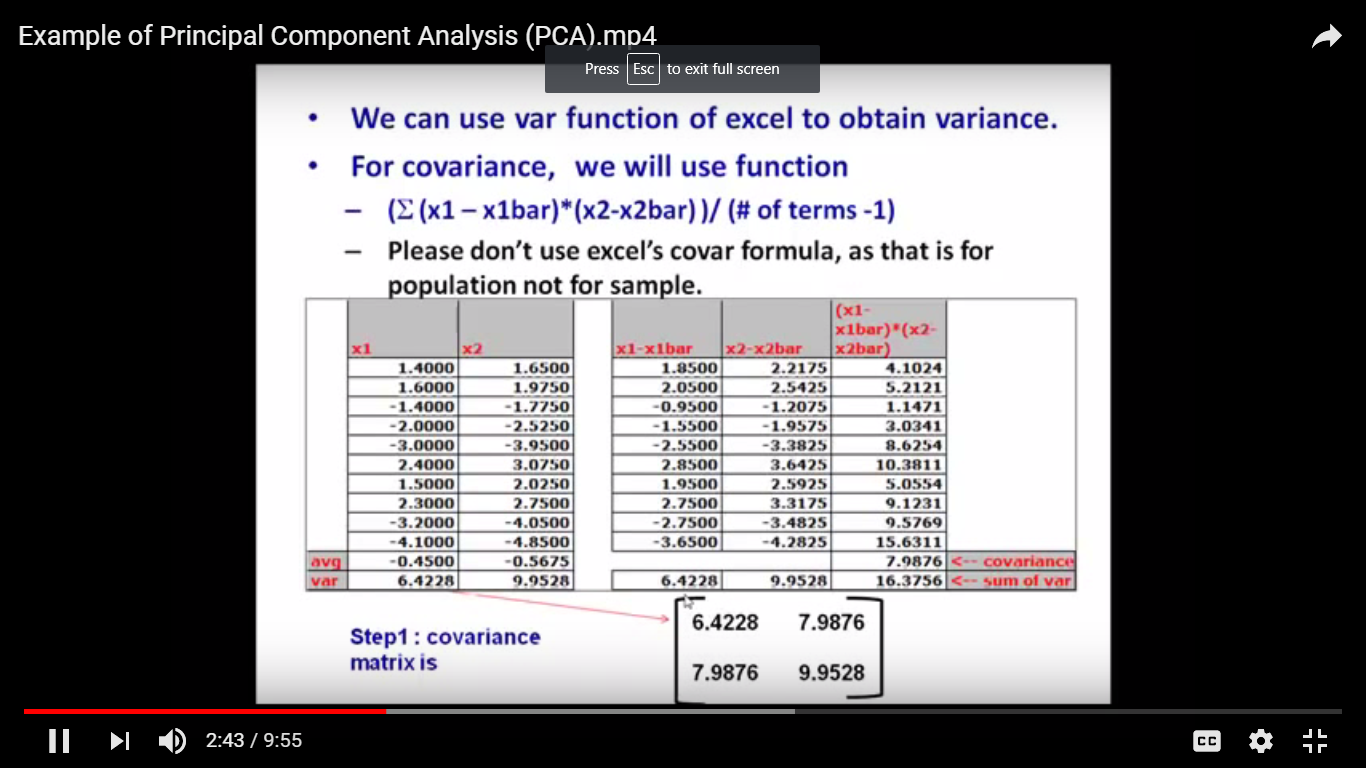 Example of Principal Component Analysis (PCA).mp4
Press Esc to exit full screen
• We can use var function of excel to obtain variance.
• For covariance, we will use function
– (Σ (x1 – x1bar)*(x2-x2bar) )/ (# of terms -1)
– Please don't use excel's covar formula, as that is for
population not for sample.
x1 x2 x1-x1bar x2-x2bar (x1-
x1bar)*(x2-
x2bar)
1.4000 1.6500 1.8500 2.2175 4.1024
1.6000 1.9750 2.0500 2.5425 5.2121
-1.4000 -1.7750 -0.9500 -1.2075 1.1471
-2.0000 -2.5250 -1.5500 -1.9575 3.0341
-3.0000 -3.9500 -2.5500 -3.3825 8.6254
2.4000 3.0750 2.8500 3.6425 10.3811
1.5000 2.0250 1.9500 2.5925 5.0554
2.3000 2.7500 2.7500 3.3175 9.1231
-3.2000 -4.0500 -2.7500 -3.4825 9.5769
-4.1000 -4.8500 -3.6500 -4.2825 15.6311
avg -0.4500 -0.5675 7.9876 <-- covariance
var 6.4228 9.9528 6.4228 9.9528 16.3756 <-- sum of var
Step1 : covariance
matrix is
6.4228 7.9876
7.9876 9.9528
2:43 / 9:55
CC